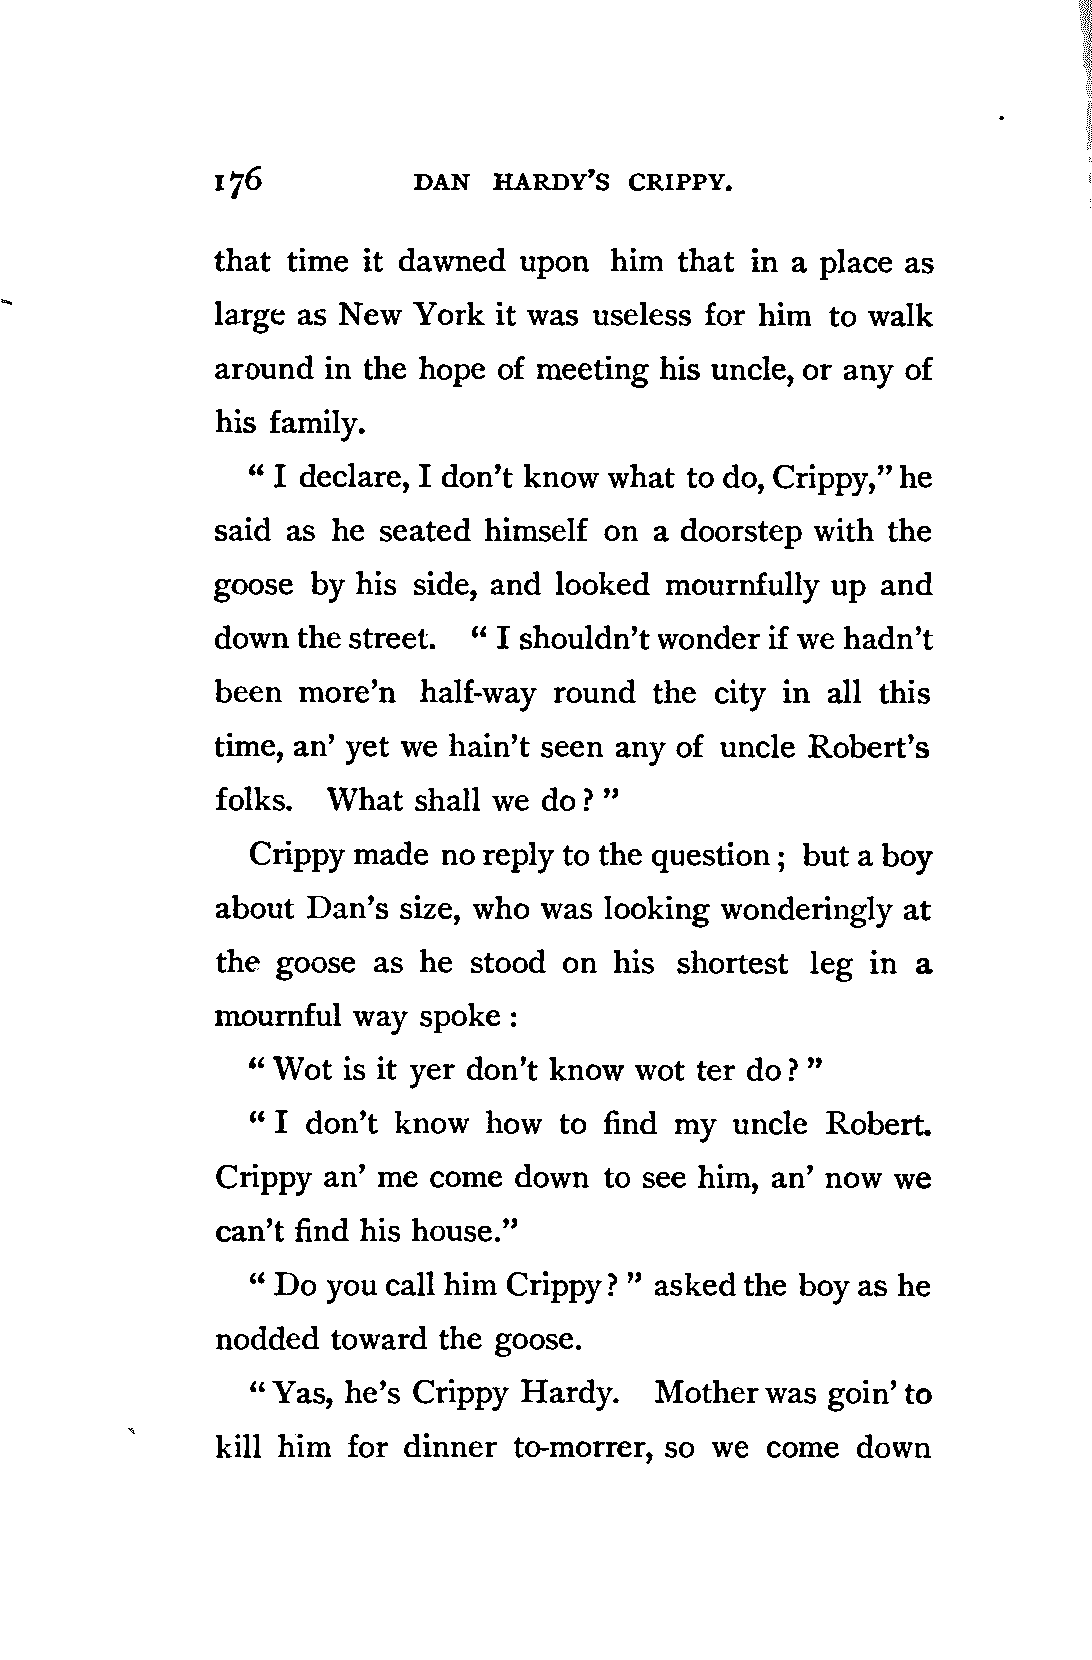 176 DAN HARDY'S CRIPPY.
that time it dawned upon him that in a place as
large as New York it was useless for him to walk
around in the hope of meeting his uncle, or any of
his family.
“ I declare, I don't know what to do, Crippy,” he
said as he seated himself on a doorstep with the
goose by his side, and looked mournfully up and
down the street. “ I shouldn't wonder if we hadn't
been more'n half-way round the city in all this
time, an' yet we hain't seen any of uncle Robert's
folks. What shall we do ? ”
Crippy made no reply to the question ; but a boy
about Dan's size, who was looking wonderingly at
the goose as he stood on his shortest leg in a
mournful way spoke :
“ Wot is it yer don't know wot ter do ? ”
“ I don't know how to find my uncle Robert.
Crippy an' me come down to see him, an' now we
can't find his house.”
“ Do you call him Crippy ? ” asked the boy as he
nodded toward the goose.
“ Yas, he's Crippy Hardy. Mother was goin' to
kill him for dinner to-morrer, so we come down